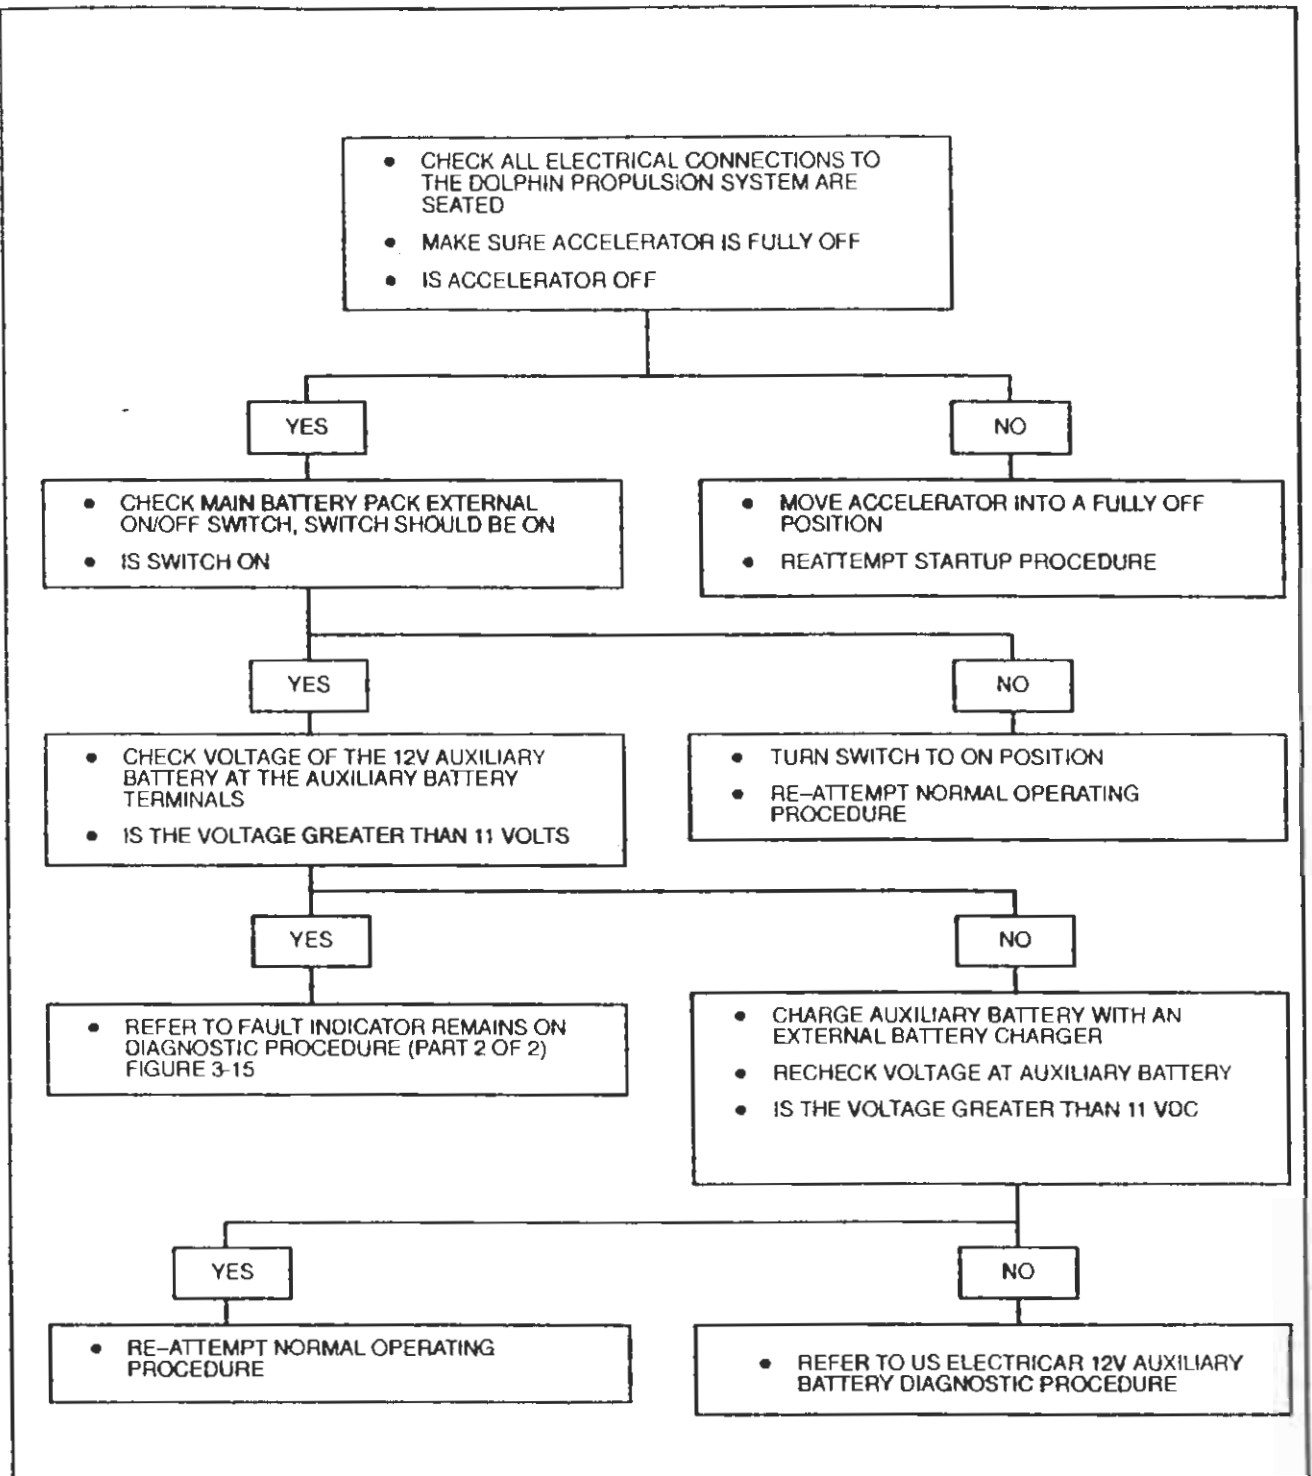 • CHECK ALL ELECTRICAL CONNECTIONS TO
THE DOLPHIN PROPULSION SYSTEM ARE
SEATED
• MAKE SURE ACCELERATOR IS FULLY OFF
• IS ACCELERATOR OFF
YES
NO
• CHECK MAIN BATTERY PACK EXTERNAL
ON/OFF SWITCH, SWITCH SHOULD BE ON
• IS SWITCH ON
• MOVE ACCELERATOR INTO A FULLY OFF
POSITION
• REATTEMPT STARTUP PROCEDURE
YES
NO
• CHECK VOLTAGE OF THE 12V AUXILIARY
BATTERY AT THE AUXILIARY BATTERY
TERMINALS
• IS THE VOLTAGE GREATER THAN 11 VOLTS
• TURN SWITCH TO ON POSITION
• RE-ATTEMPT NORMAL OPERATING
PROCEDURE
YES
NO
• REFER TO FAULT INDICATOR REMAINS ON
DIAGNOSTIC PROCEDURE (PART 2 OF 2)
FIGURE 3-15
• CHARGE AUXILIARY BATTERY WITH AN
EXTERNAL BATTERY CHARGER
• RECHECK VOLTAGE AT AUXILIARY BATTERY
• IS THE VOLTAGE GREATER THAN 11 VDC
YES
NO
• RE-ATTEMPT NORMAL OPERATING
PROCEDURE
• REFER TO US ELECTRICAR 12V AUXILIARY
BATTERY DIAGNOSTIC PROCEDURE